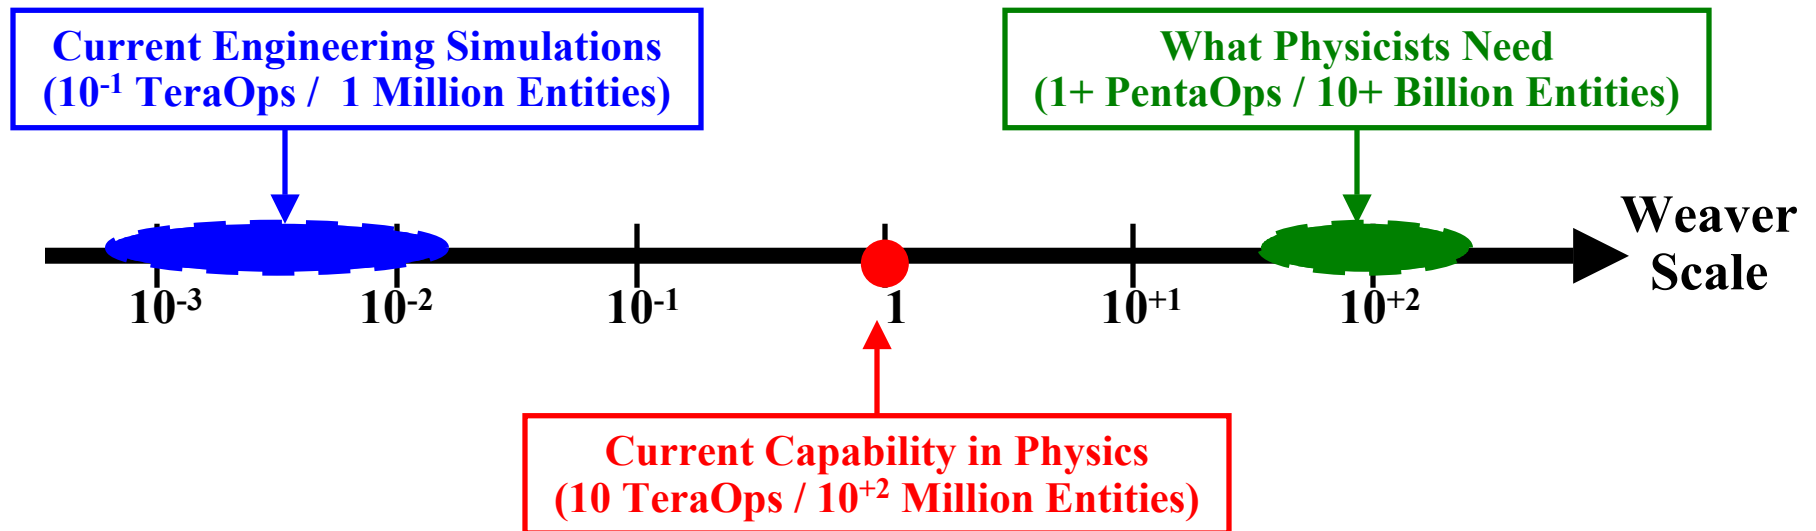 Current Engineering Simulations
(10⁻¹ TeraOps / 1 Million Entities)
What Physicists Need
(1+ PentaOps / 10+ Billion Entities)
Weaver
Scale
10⁻³ 10⁻² 10⁻¹ 1 10⁺¹ 10⁺²
Current Capability in Physics
(10 TeraOps / 10⁺² Million Entities)